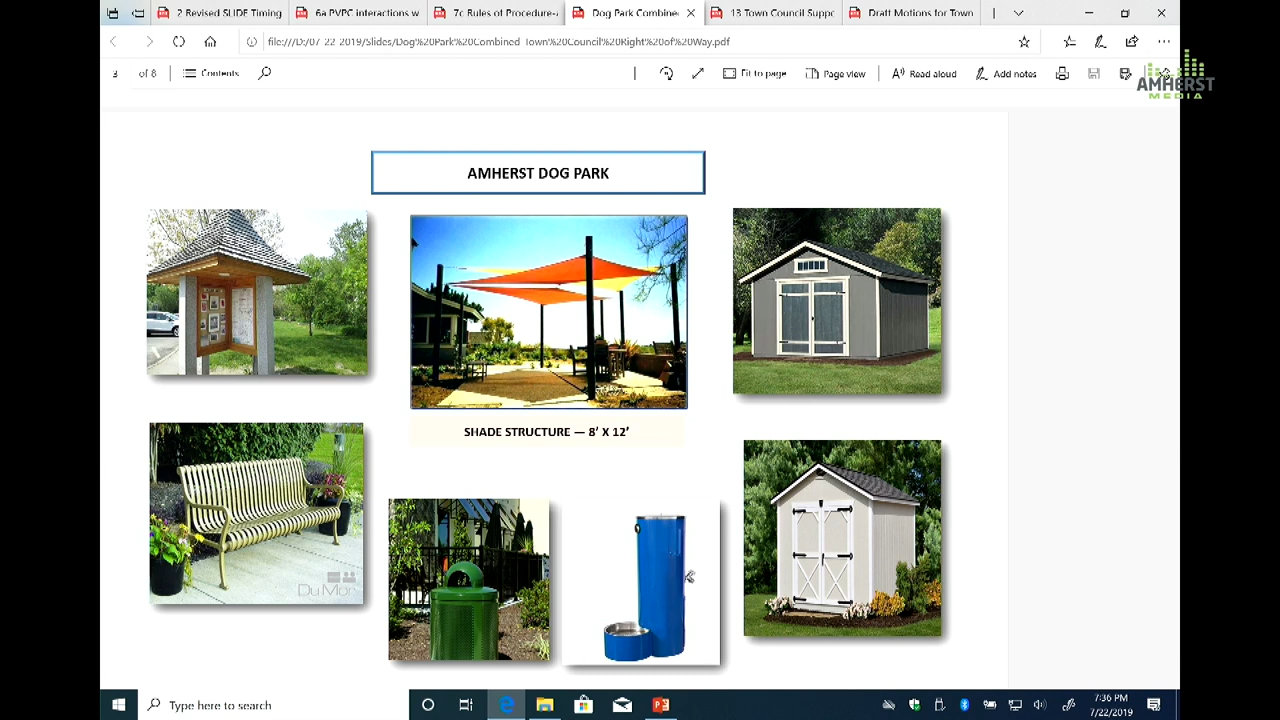 2 Revised SLIDE Timing
6a PVPC interactions w
7c Rules of Procedure-
Dog Park Combine
13 Town Council Suppo
Draft Motions for Town
file:///D:/07-22-2019/Slides/Dog%20Park%20Combined Town%20Council%20Right%20of%20Way.pdf
3 of 8
Contents
Fit to page
Page view
Read aloud
Add notes
AMHERST
MEDIA
AMHERST DOG PARK
SHADE STRUCTURE — 8' X 12'
DuMor
Type here to search
7:36 PM
7/22/2019